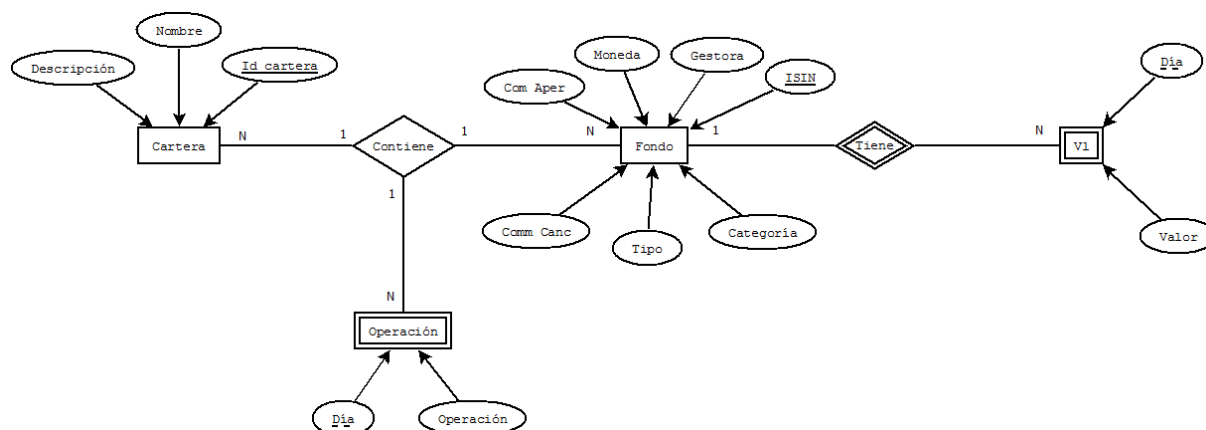 Nombre
Descripción
Id cartera
Moneda
Gestora
Com Aper
ISIN
Día
Cartera
N
1
Contiene
1
N
Fondo
1
Tiene
N
Vl
1
Comm Canc
Tipo
Categoría
Valor
N
Operación
Día
Operación